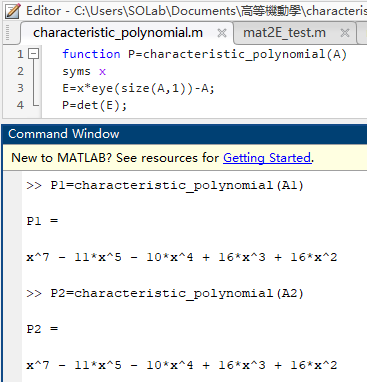 Editor - C:\Users\SOLab\Documents\高等機動學\characteris
characteristic_polynomial.m × mat2E_test.m ×
1 function P=characteristic_polynomial(A)
2 syms x
3 E=x*eye(size(A,1))-A;
4 P=det(E);
Command Window
New to MATLAB? See resources for Getting Started.
>> P1=characteristic_polynomial(A1)
P1 =
x^7 - 11*x^5 - 10*x^4 + 16*x^3 + 16*x^2
>> P2=characteristic_polynomial(A2)
P2 =
x^7 - 11*x^5 - 10*x^4 + 16*x^3 + 16*x^2